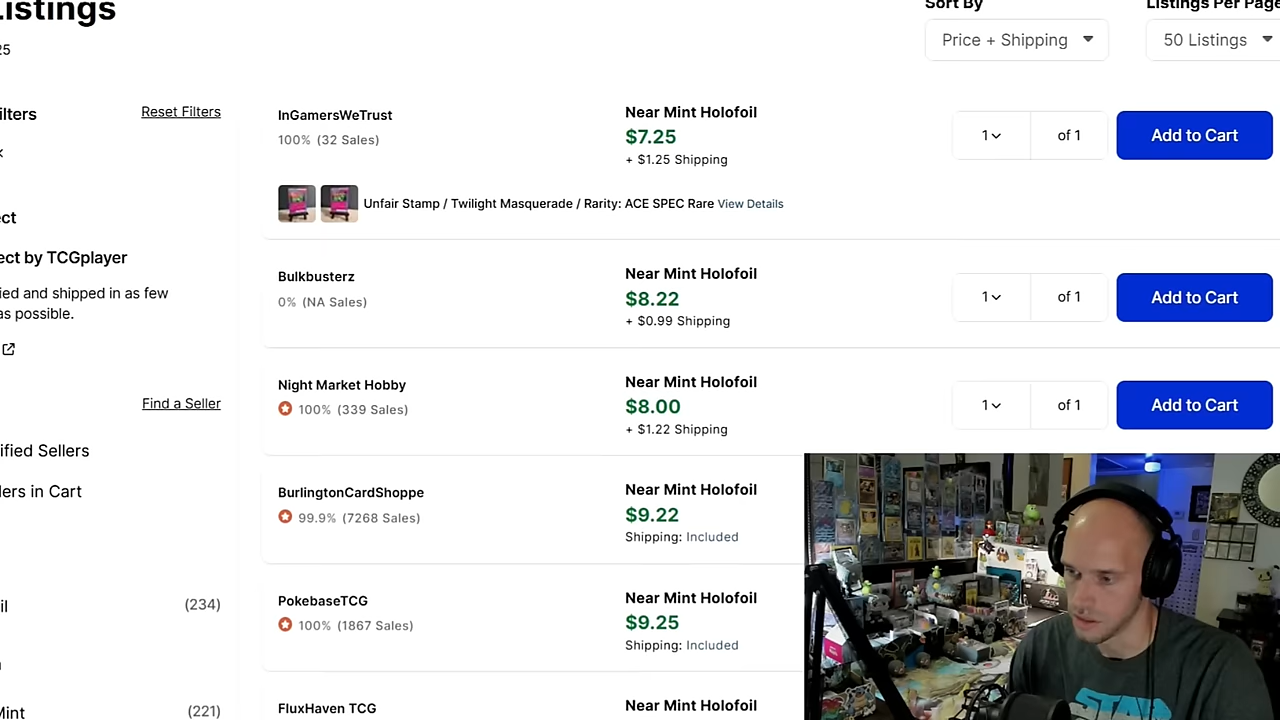 Listings
Sort By
Listings Per Page
25
Price + Shipping
50 Listings
ilters
Reset Filters
InGamersWeTrust
100% (32 Sales)
Near Mint Holofoil
$7.25
+ $1.25 Shipping
1
of 1
Add to Cart
Unfair Stamp / Twilight Masquerade / Rarity: ACE SPEC Rare View Details
ect
ect by TCGplayer
ied and shipped in as few
as possible.
Bulkbusterz
0% (NA Sales)
Near Mint Holofoil
$8.22
+ $0.99 Shipping
1
of 1
Add to Cart
Night Market Hobby
100% (339 Sales)
Near Mint Holofoil
$8.00
+ $1.22 Shipping
1
of 1
Add to Cart
Find a Seller
ified Sellers
lers in Cart
BurlingtonCardShoppe
99.9% (7268 Sales)
Near Mint Holofoil
$9.22
Shipping: Included
PokebaseTCG
100% (1867 Sales)
Near Mint Holofoil
$9.25
Shipping: Included
il
(234)
Mint
(221)
FluxHaven TCG
Near Mint Holofoil